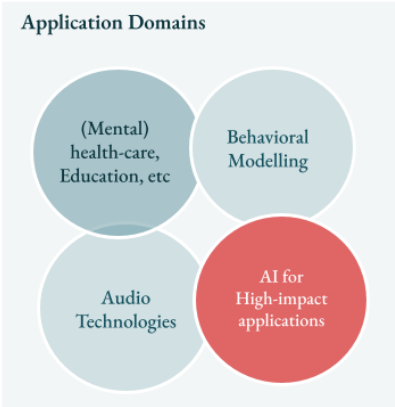 Application Domains
(Mental)
health-care,
Education, etc
Behavioral
Modelling
Audio
Technologies
AI for
High-impact
applications